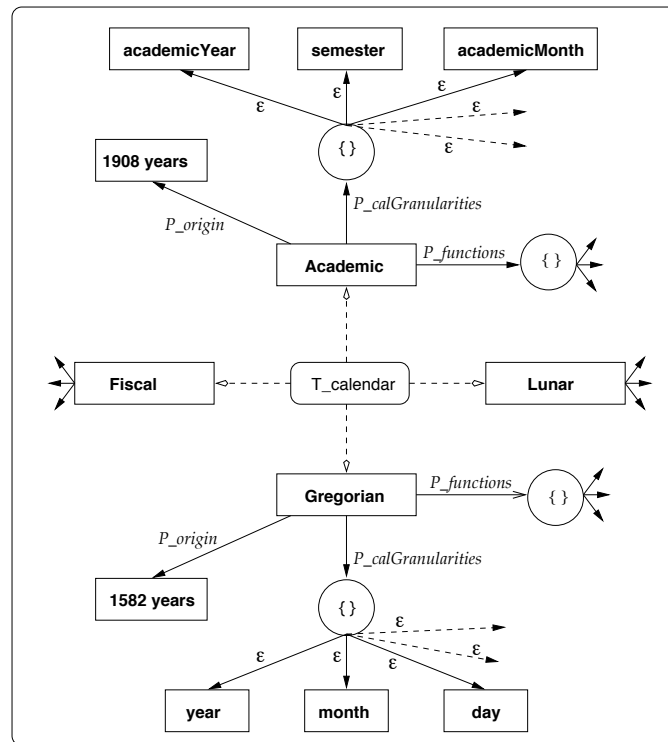 academicYear semester academicMonth
ε ε ε ε
ε
{ }
1908 years
P_calGranularities
P_origin
P_functions
Academic { }
Fiscal T_calendar Lunar
P_functions
Gregorian { }
P_origin
P_calGranularities
1582 years
{ } ε
ε ε ε ε
year month day